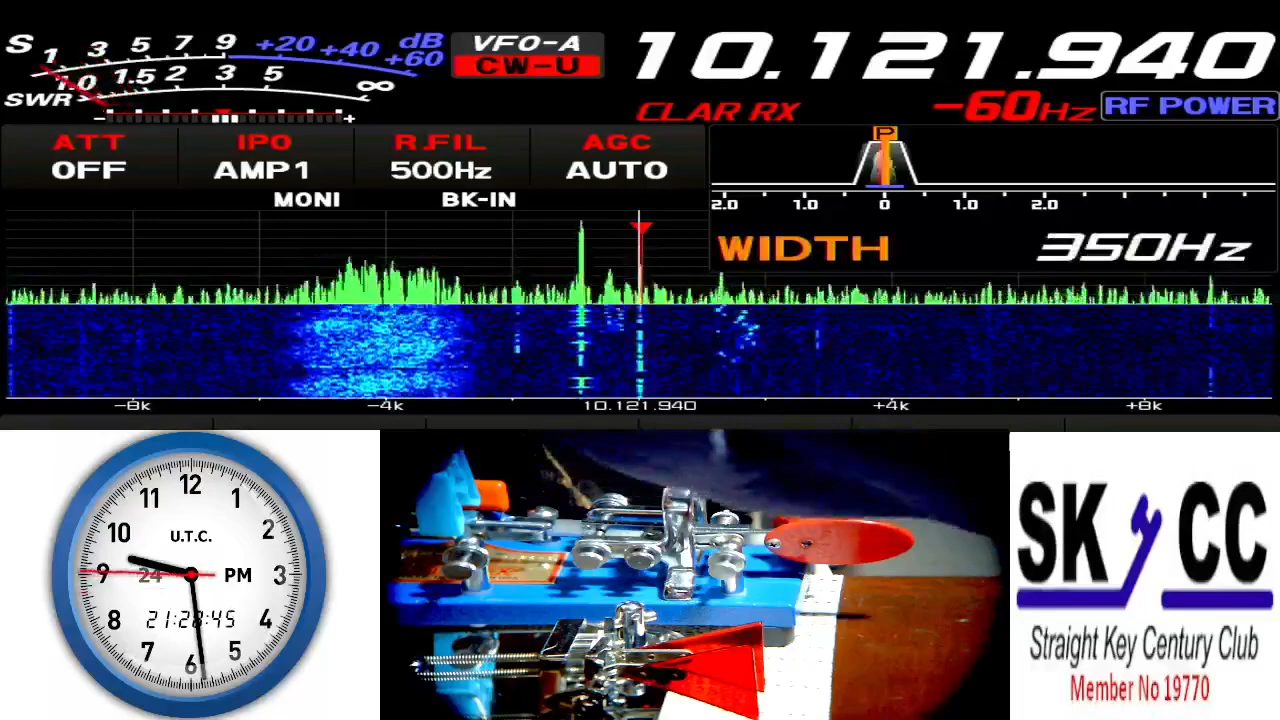 S 1 3 5 7 9 +20 +40 +60 dB
SWR 1.0 1.5 2 3 5 ∞
− +
VFO-A
CW-U
10.121.940
CLAR RX -60Hz RF POWER
ATT IPO R.FIL AGC
OFF AMP1 500Hz AUTO
MONI BK-IN
P
2.0 1.0 0 1.0 2.0
WIDTH 350Hz
-8k -4k 10.121.940 +4k +8k
12 1 2 3 4 5 6 7 8 9 10 11
U.T.C.
24 PM
21:28:45
SK CC
Straight Key Century Club
Member No 19770